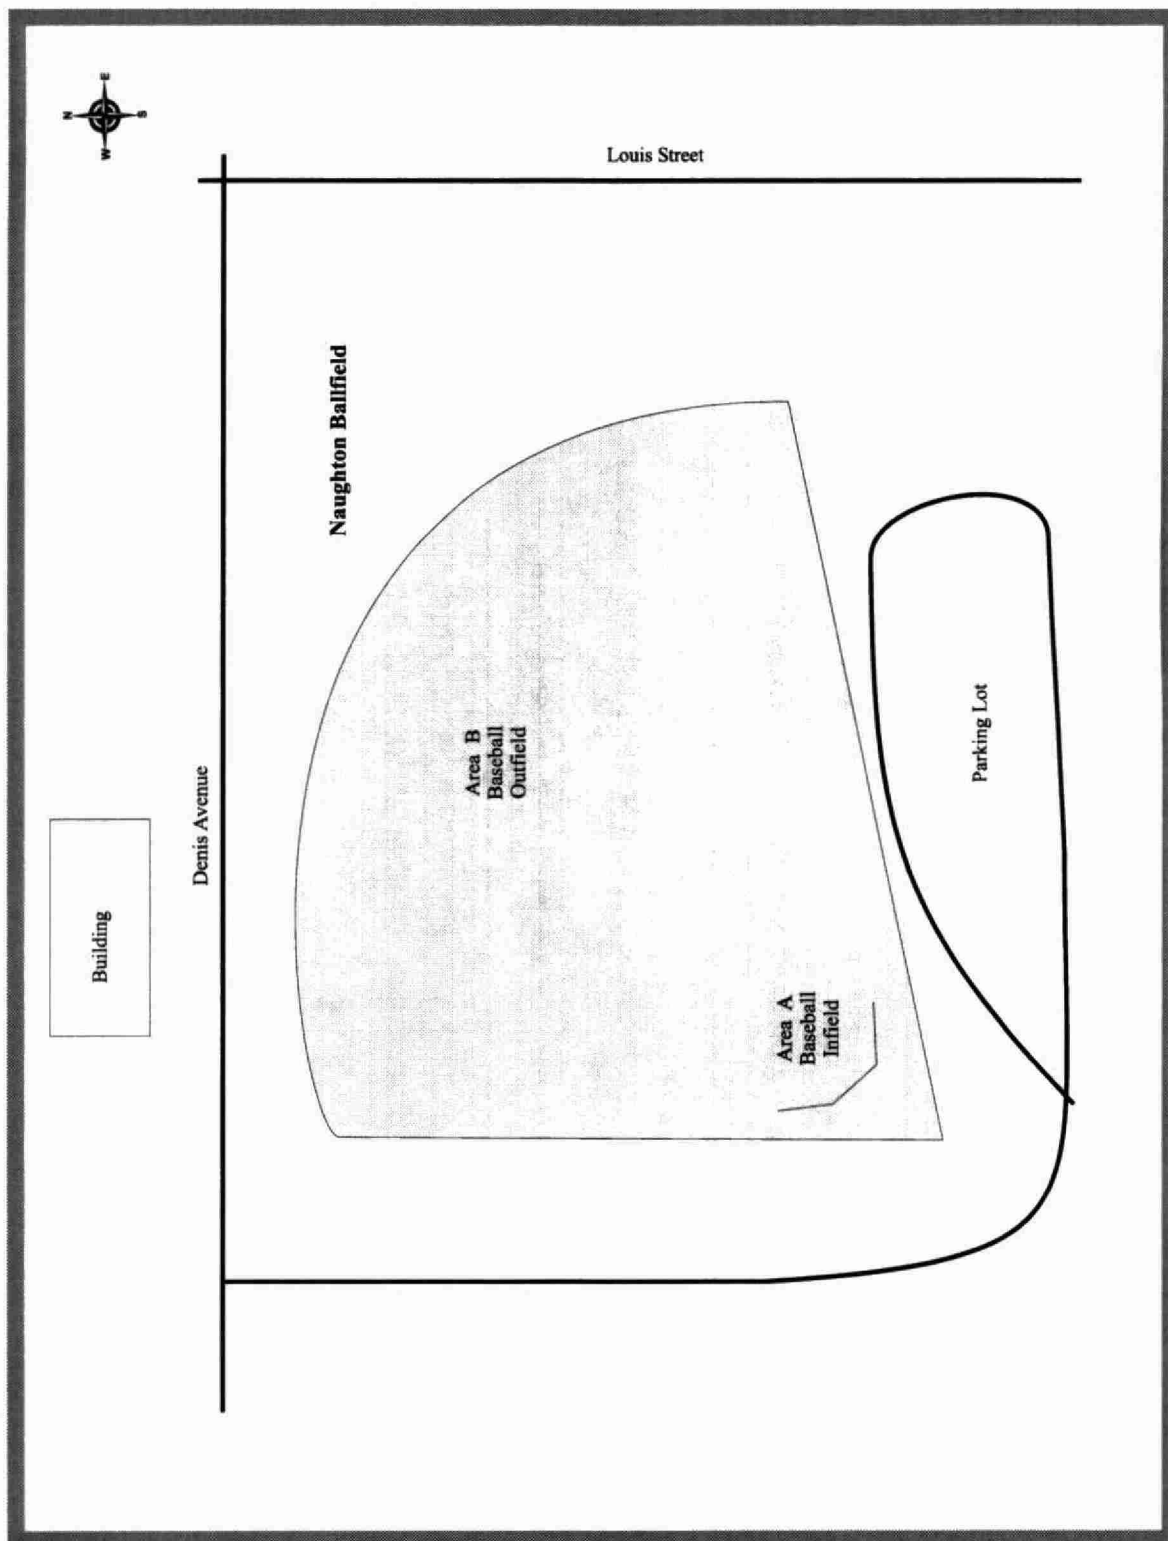 N
E
S
W
Louis Street
Naughton Ballfield
Denis Avenue
Building
Area B
Baseball
Outfield
Area A
Baseball
Infield
Parking Lot